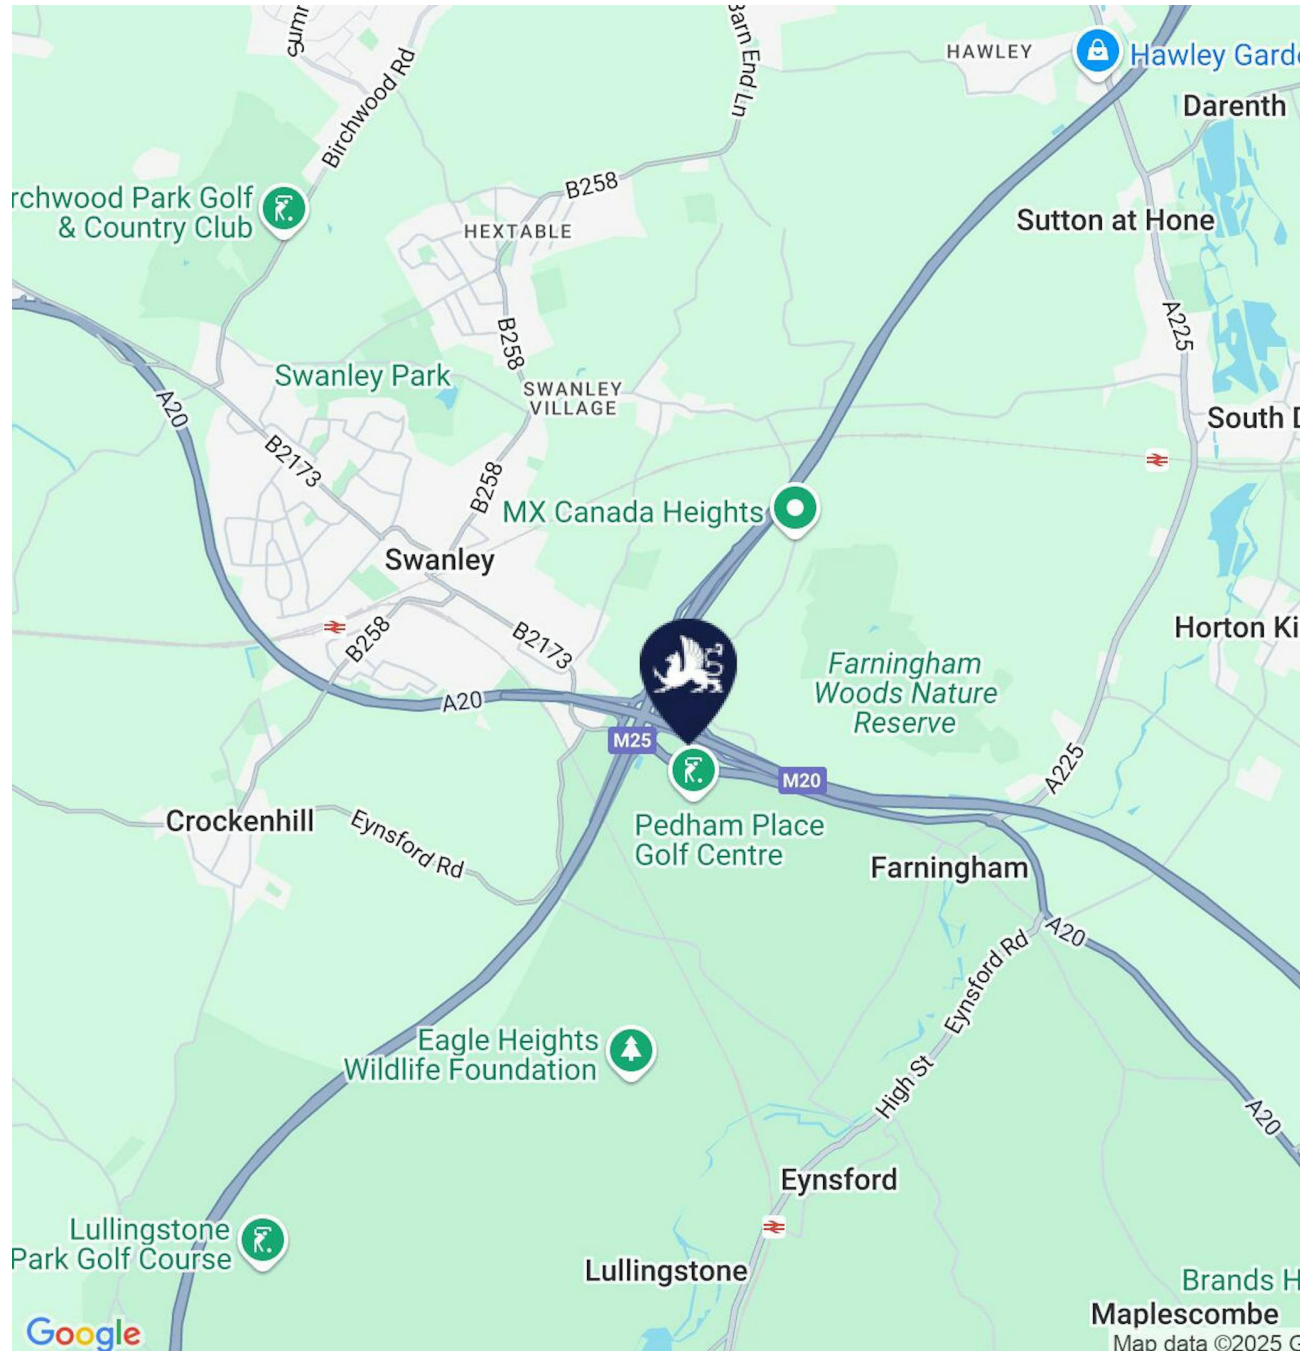 Summ
Barn End Ln
HAWLEY
Hawley Garde
Birchwood Rd
Darenth
B258
rchwood Park Golf
& Country Club
HEXTABLE
Sutton at Hone
A225
B258
Swanley Park
SWANLEY
VILLAGE
A20
South D
B2173
B258
MX Canada Heights
Swanley
B258
B2173
Horton Ki
Farningham
Woods Nature
Reserve
A20
M25
M20
A225
Crockenhill
Eynsford Rd
Pedham Place
Golf Centre
Farningham
A20
Eynsford Rd
Eagle Heights
Wildlife Foundation
High St
A20
Eynsford
Lullingstone
Park Golf Course
Lullingstone
Brands H
Maplescombe
Google
Map data ©2025 G